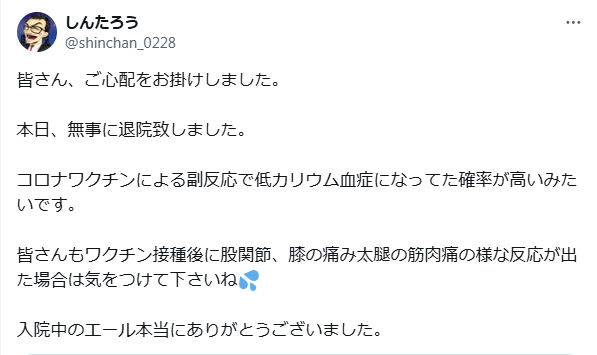 しんたろう
@shinchan_0228
皆さん、ご心配をお掛けしました。
本日、無事に退院致しました。
コロナワクチンによる副反応で低カリウム血症になってた確率が高いみた
いです。
皆さんもワクチン接種後に股関節、膝の痛み太腿の筋肉痛の様な反応が出
た場合は気をつけて下さいね💦
入院中のエール本当にありがとうございました。